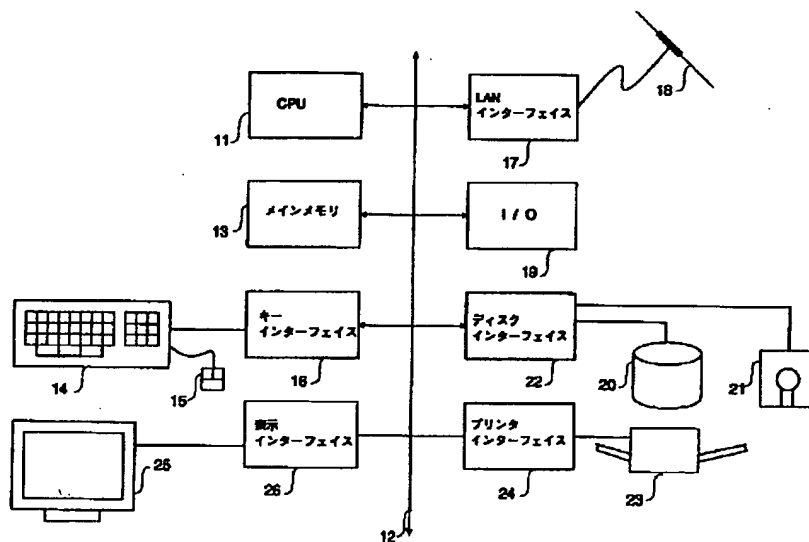 CPU
11
LAN
インターフェイス
17
18
メインメモリ
13
I/O
19
キー
インターフェイス
16
14
15
ディスク
インターフェイス
22
20
21
表示
インターフェイス
26
25
プリンタ
インターフェイス
24
23
12